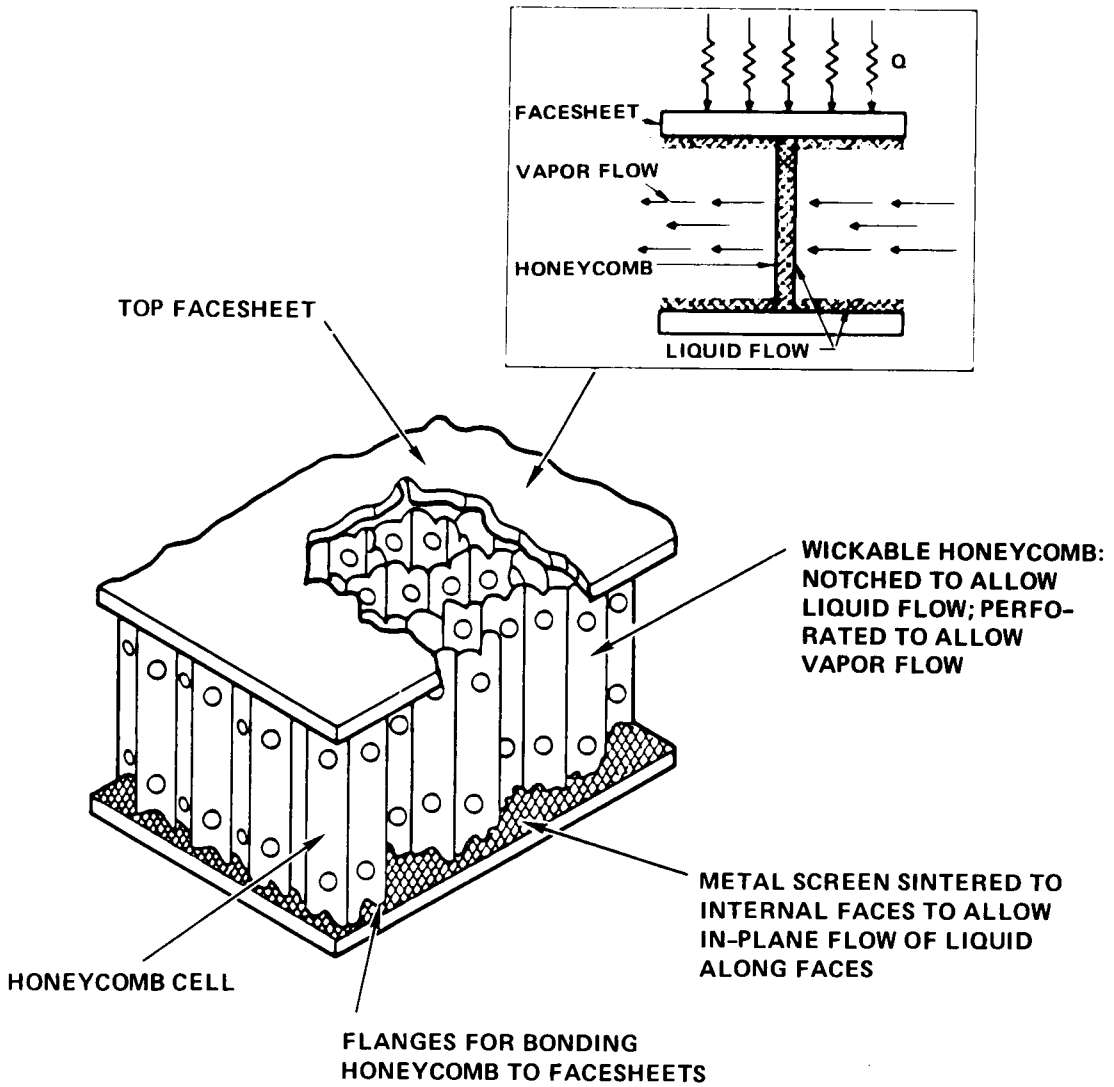 Q
FACESHEET
VAPOR FLOW
HONEYCOMB
LIQUID FLOW
TOP FACESHEET
WICKABLE HONEYCOMB:
NOTCHED TO ALLOW
LIQUID FLOW; PERFO-
RATED TO ALLOW
VAPOR FLOW
METAL SCREEN SINTERED TO
INTERNAL FACES TO ALLOW
IN-PLANE FLOW OF LIQUID
ALONG FACES
HONEYCOMB CELL
FLANGES FOR BONDING
HONEYCOMB TO FACESHEETS